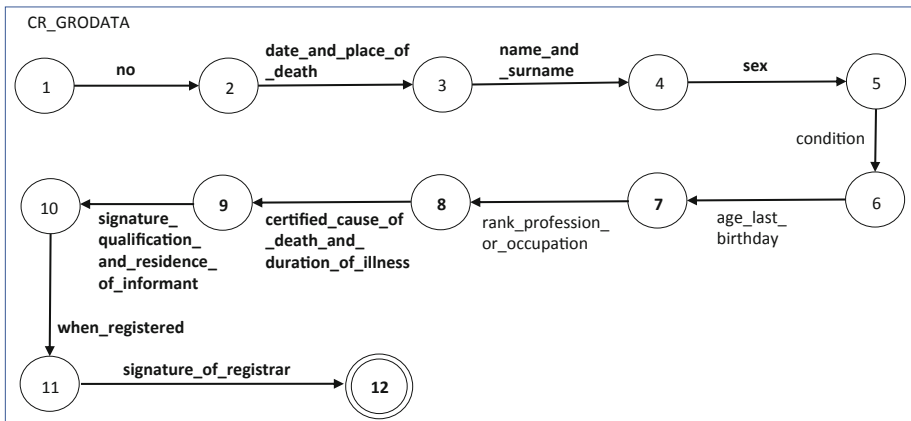 CR_GRODATA
1
no
2
date_and_place_of
_death
3
name_and
_surname
4
sex
5
condition
6
age_last_
birthday
7
rank_profession_
or_occupation
8
certified_cause_of
_death_and_
duration_of_illness
9
signature_
qualification_
and_residence_
of_informant
10
when_registered
11
signature_of_registrar
12